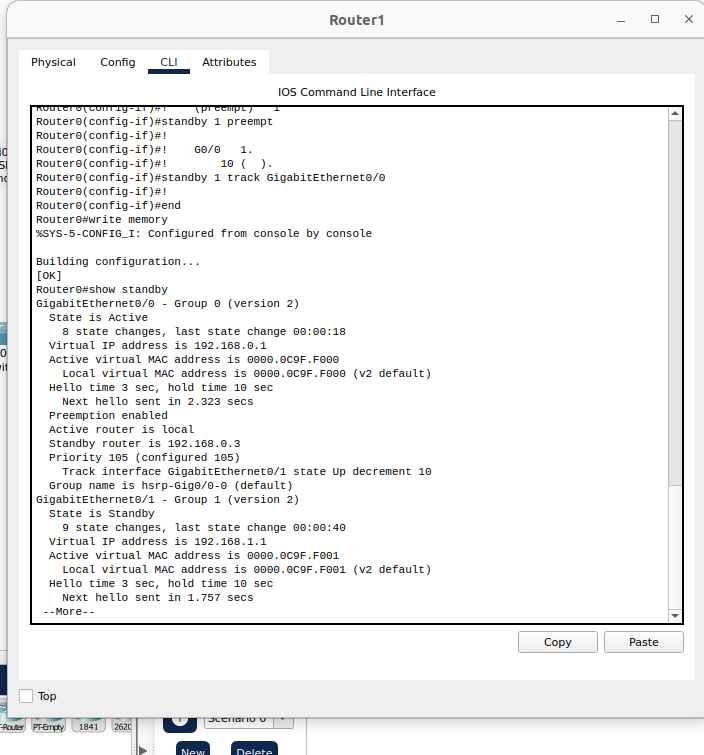 Router1
Physical Config CLI Attributes
IOS Command Line Interface
Router0(config-if)#! (preempt) 1
Router0(config-if)#standby 1 preempt
Router0(config-if)#!
Router0(config-if)#! G0/0 1.
Router0(config-if)#! 10 ( ).
Router0(config-if)#standby 1 track GigabitEthernet0/0
Router0(config-if)#!
Router0(config-if)#end
Router0#write memory
%SYS-5-CONFIG_I: Configured from console by console
Building configuration...
[OK]
Router0#show standby
GigabitEthernet0/0 - Group 0 (version 2)
State is Active
8 state changes, last state change 00:00:18
Virtual IP address is 192.168.0.1
Active virtual MAC address is 0000.0C9F.F000
Local virtual MAC address is 0000.0C9F.F000 (v2 default)
Hello time 3 sec, hold time 10 sec
Next hello sent in 2.323 secs
Preemption enabled
Active router is local
Standby router is 192.168.0.3
Priority 105 (configured 105)
Track interface GigabitEthernet0/1 state Up decrement 10
Group name is hsrp-Gig0/0-0 (default)
GigabitEthernet0/1 - Group 1 (version 2)
State is Standby
9 state changes, last state change 00:00:40
Virtual IP address is 192.168.1.1
Active virtual MAC address is 0000.0C9F.F001
Local virtual MAC address is 0000.0C9F.F001 (v2 default)
Hello time 3 sec, hold time 10 sec
Next hello sent in 1.757 secs
--More--
Copy Paste
Top
-Router PT-Empty 1841 2620
Scenario 0
New Delete